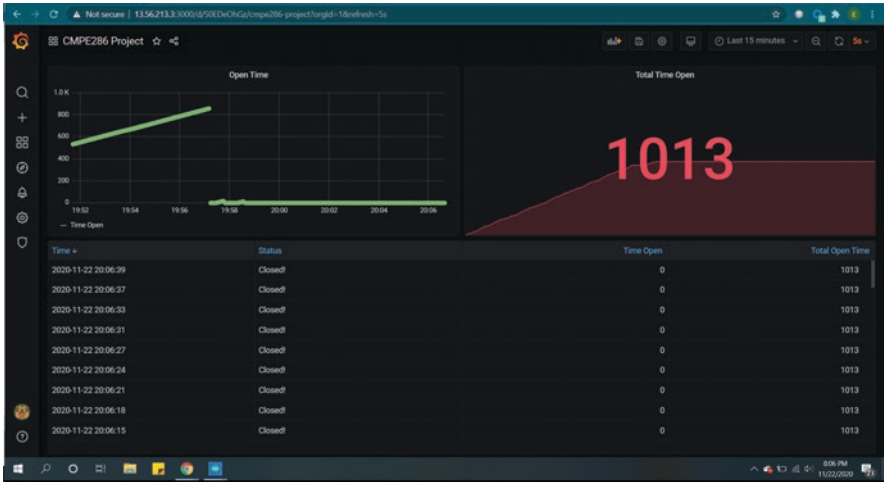 Not secure | 13.56.213.3:3000/d/S0EDeOhGz/cmpe286-project?orgId=1&refresh=5s
CMPE286 Project
Last 15 minutes
5s
Open Time
1.0 K
800
600
400
200
0
19:52 19:54 19:56 19:58 20:00 20:02 20:04 20:06
Time Open
Total Time Open
1013
Time Status Time Open Total Open Time
2020-11-22 20:06:39 Closed! 0 1013
2020-11-22 20:06:37 Closed! 0 1013
2020-11-22 20:06:33 Closed! 0 1013
2020-11-22 20:06:31 Closed! 0 1013
2020-11-22 20:06:27 Closed! 0 1013
2020-11-22 20:06:24 Closed! 0 1013
2020-11-22 20:06:21 Closed! 0 1013
2020-11-22 20:06:18 Closed! 0 1013
2020-11-22 20:06:15 Closed! 0 1013
8:06 PM
11/22/2020